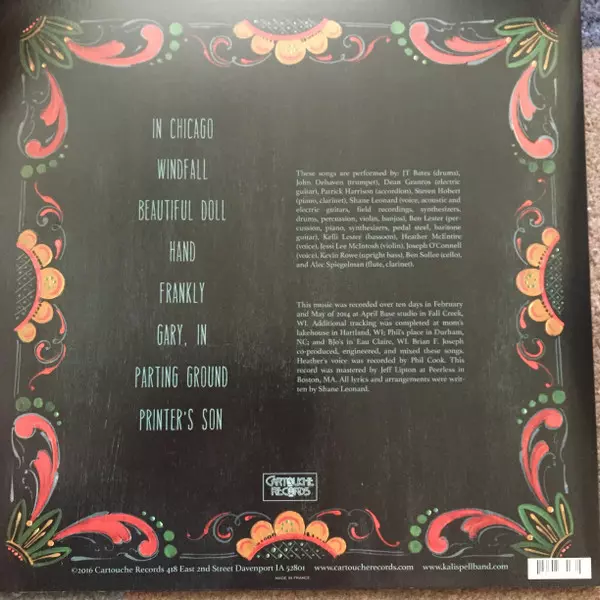 IN CHICAGO
WINDFALL
BEAUTIFUL DOLL
HAND
FRANKLY
GARY, IN
PARTING GROUND
PRINTER'S SON
These songs are performed by: JT Bates (drums),
John Dehaven (trumpet), Dean Granros (electric
guitar), Patrick Harrison (accordion), Steven Hobert
(piano, clarinet), Shane Leonard (voice, acoustic and
electric guitars, field recordings, synthesizers,
drums, percussion, violin, banjos), Ben Lester (per-
cussion, piano, synthesizers, pedal steel, baritone
guitar), Kelli Lester (bassoon), Heather McEntire
(voice), Jessi Lee McIntosh (violin), Joseph O'Connell
(voice), Kevin Rowe (upright bass), Ben Sollee (cello),
and Alec Spiegelman (flute, clarinet).
This music was recorded over ten days in February
and May of 2014 at April Base studio in Fall Creek,
WI. Additional tracking was completed at mom's
lakehouse in Hartland, WI; Phil's place in Durham,
NC; and BJo's in Eau Claire, WI. Brian F. Joseph
co-produced, engineered, and mixed these songs.
Heather's voice was recorded by Phil Cook. This
record was mastered by Jeff Lipton at Peerless in
Boston, MA. All lyrics and arrangements were writ-
ten by Shane Leonard.
CARTOUCHE
RECORDS
©2016 Cartouche Records 418 East 2nd Street Davenport IA 52801 www.cartoucherecords.com www.kalispellband.com
MADE IN FRANCE